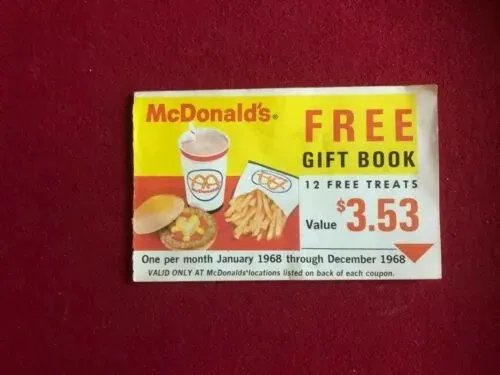 McDonald's®
FREE
GIFT BOOK
12 FREE TREATS
Value $3.53
McDonald's
One per month January 1968 through December 1968
VALID ONLY AT McDonalds' locations listed on back of each coupon.